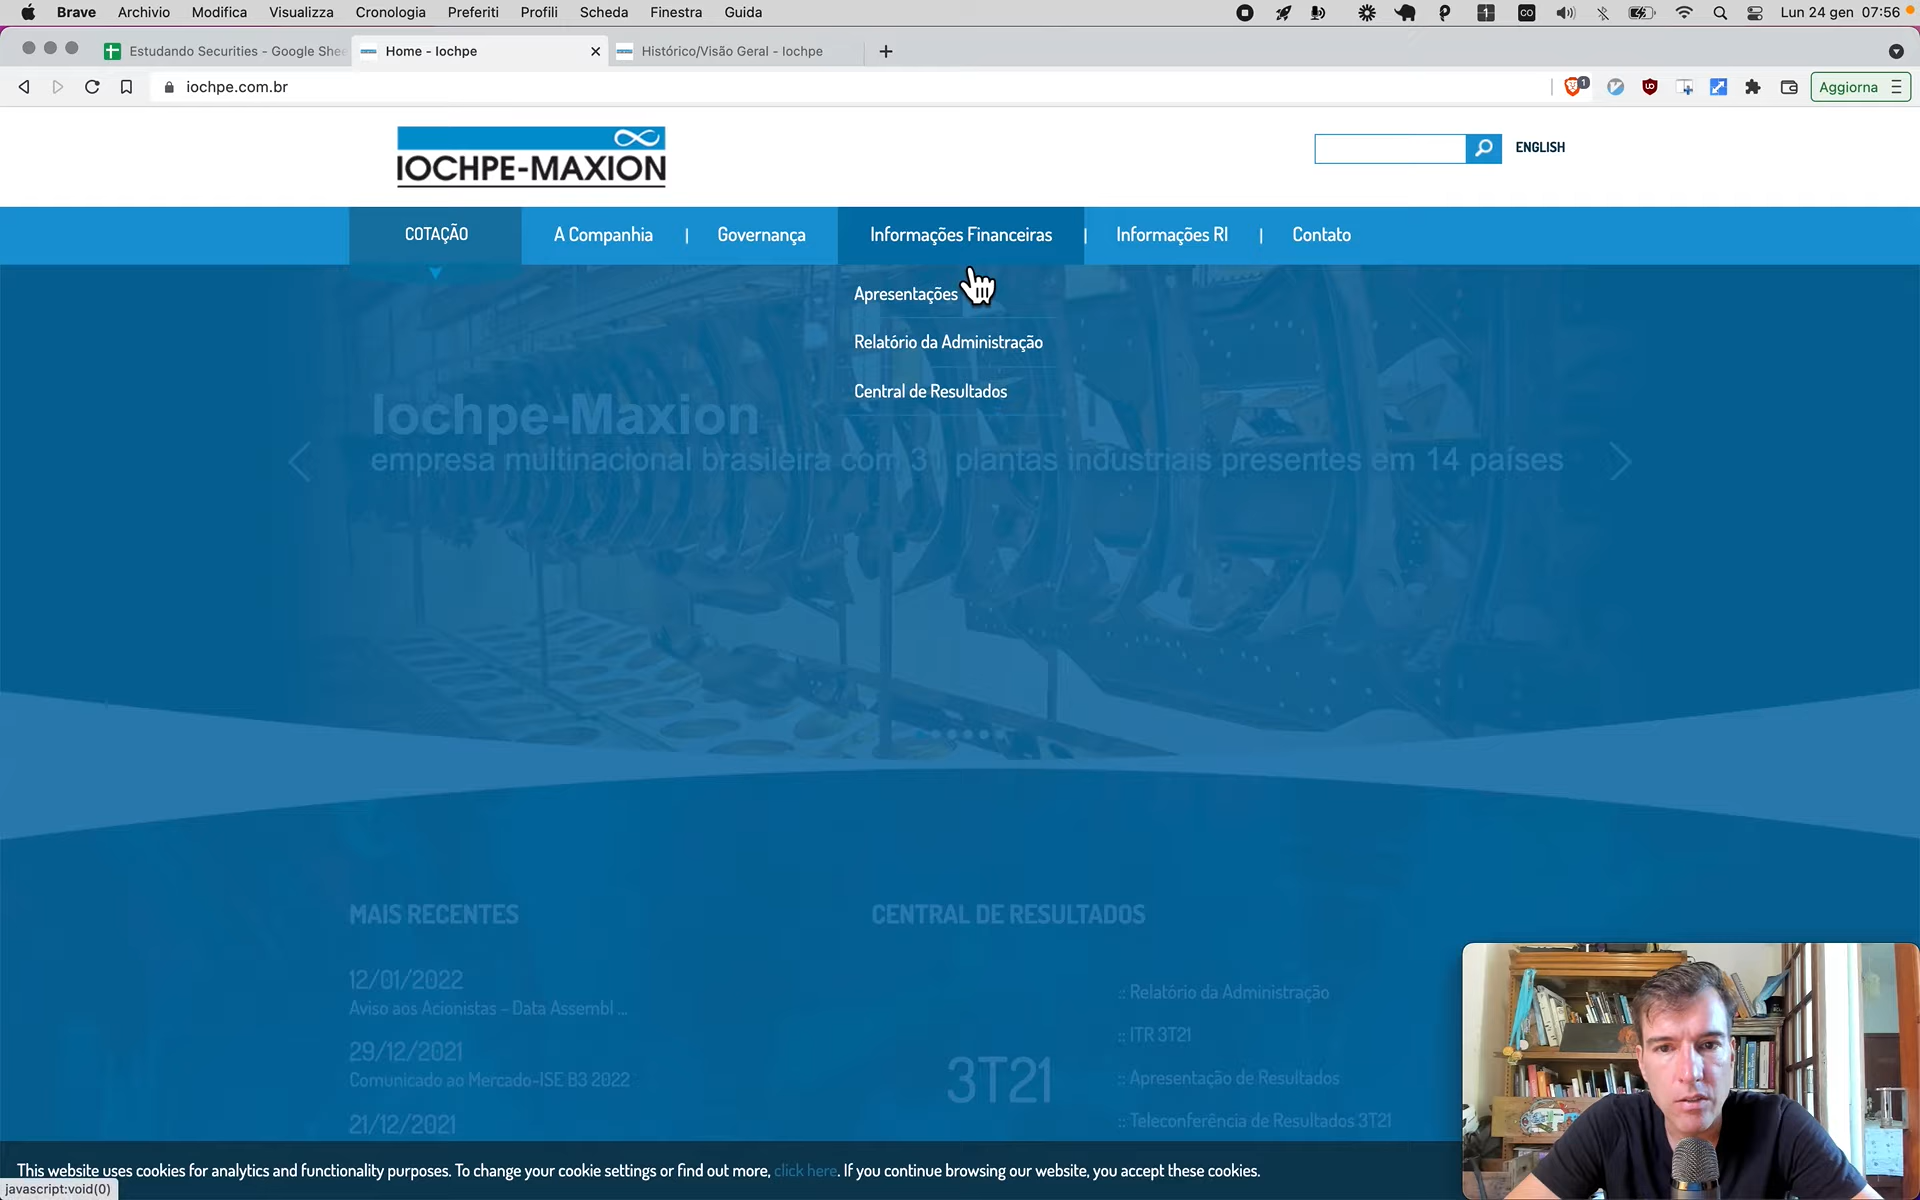 Brave Archivio Modifica Visualizza Cronologia Preferiti Profili Scheda Finestra Guida
1 CO Lun 24 gen 07:56
Estudando Securities - Google Shee
Home - Iochpe
Histórico/Visão Geral - Iochpe
iochpe.com.br
1
Aggiorna
IOCHPE-MAXION
ENGLISH
COTAÇÃO
A Companhia | Governança
Informações Financeiras | Informações RI | Contato
Apresentações
Relatório da Administração
Central de Resultados
Iochpe-Maxion
empresa multinacional brasileira com 31 plantas industriais presentes em 14 países
MAIS RECENTES
CENTRAL DE RESULTADOS
12/01/2022
Aviso aos Acionistas – Data Assembl ...
29/12/2021
Comunicado ao Mercado-ISE B3 2022
21/12/2021
3T21
:: Relatório da Administração
:: ITR 3T21
:: Apresentação de Resultados
:: Teleconferência de Resultados 3T21
This website uses cookies for analytics and functionality purposes. To change your cookie settings or find out more, click here. If you continue browsing our website, you accept these cookies.
javascript:void(0)